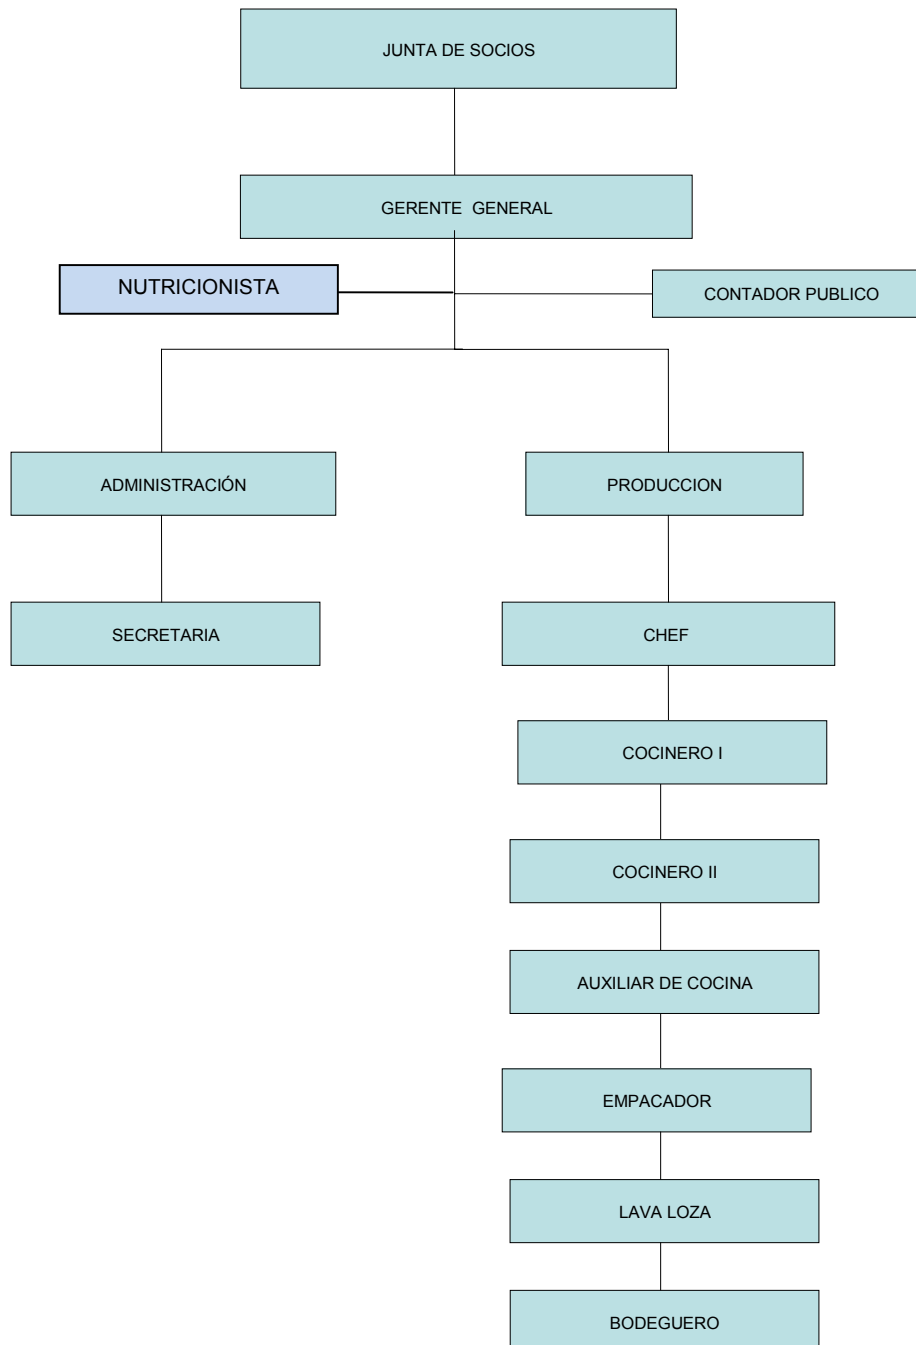 JUNTA DE SOCIOS
GERENTE GENERAL
NUTRICIONISTA
CONTADOR PUBLICO
ADMINISTRACIÓN
PRODUCCION
SECRETARIA
CHEF
COCINERO I
COCINERO II
AUXILIAR DE COCINA
EMPACADOR
LAVA LOZA
BODEGUERO